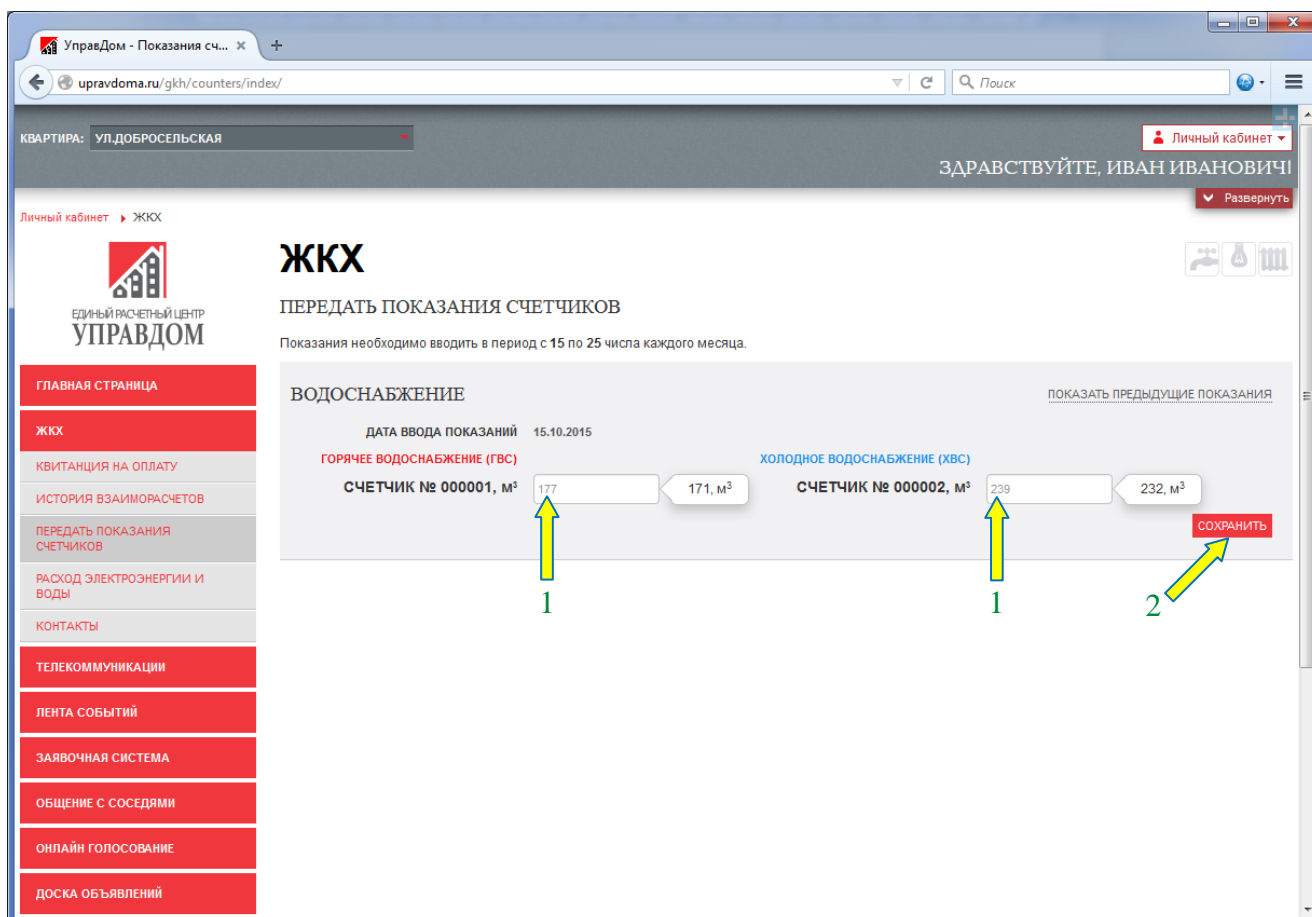 УправДом - Показания сч...
upravdoma.ru/gkh/counters/index/
Поиск
КВАРТИРА: УЛ.ДОБРОСЕЛЬСКАЯ
Личный кабинет
ЗДРАВСТВУЙТЕ, ИВАН ИВАНОВИЧ!
Развернуть
Личный кабинет ЖКХ
ЕДИНЫЙ РАСЧЕТНЫЙ ЦЕНТР
УПРАВДОМ
ГЛАВНАЯ СТРАНИЦА
ЖКХ
КВИТАНЦИЯ НА ОПЛАТУ
ИСТОРИЯ ВЗАИМОРАСЧЕТОВ
ПЕРЕДАТЬ ПОКАЗАНИЯ
СЧЕТЧИКОВ
РАСХОД ЭЛЕКТРОЭНЕРГИИ И
ВОДЫ
КОНТАКТЫ
ТЕЛЕКОММУНИКАЦИИ
ЛЕНТА СОБЫТИЙ
ЗАЯВОЧНАЯ СИСТЕМА
ОБЩЕНИЕ С СОСЕДЯМИ
ОНЛАЙН ГОЛОСОВАНИЕ
ДОСКА ОБЪЯВЛЕНИЙ
ЖКХ
ПЕРЕДАТЬ ПОКАЗАНИЯ СЧЕТЧИКОВ
Показания необходимо вводить в период с 15 по 25 числа каждого месяца.
ВОДОСНАБЖЕНИЕ
ПОКАЗАТЬ ПРЕДЫДУЩИЕ ПОКАЗАНИЯ
ДАТА ВВОДА ПОКАЗАНИЙ 15.10.2015
ГОРЯЧЕЕ ВОДОСНАБЖЕНИЕ (ГВС)
СЧЕТЧИК № 000001, м³ 177 171, м³
ХОЛОДНОЕ ВОДОСНАБЖЕНИЕ (ХВС)
СЧЕТЧИК № 000002, м³ 239 232, м³
СОХРАНИТЬ
1
1
2